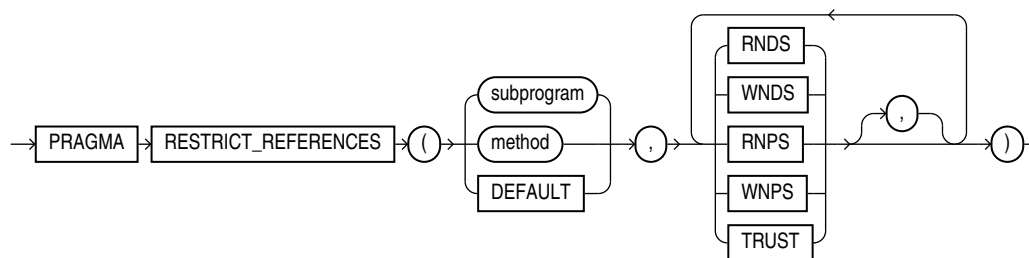 PRAGMA RESTRICT_REFERENCES ( subprogram method DEFAULT , RNDS WNDS RNPS WNPS TRUST , )